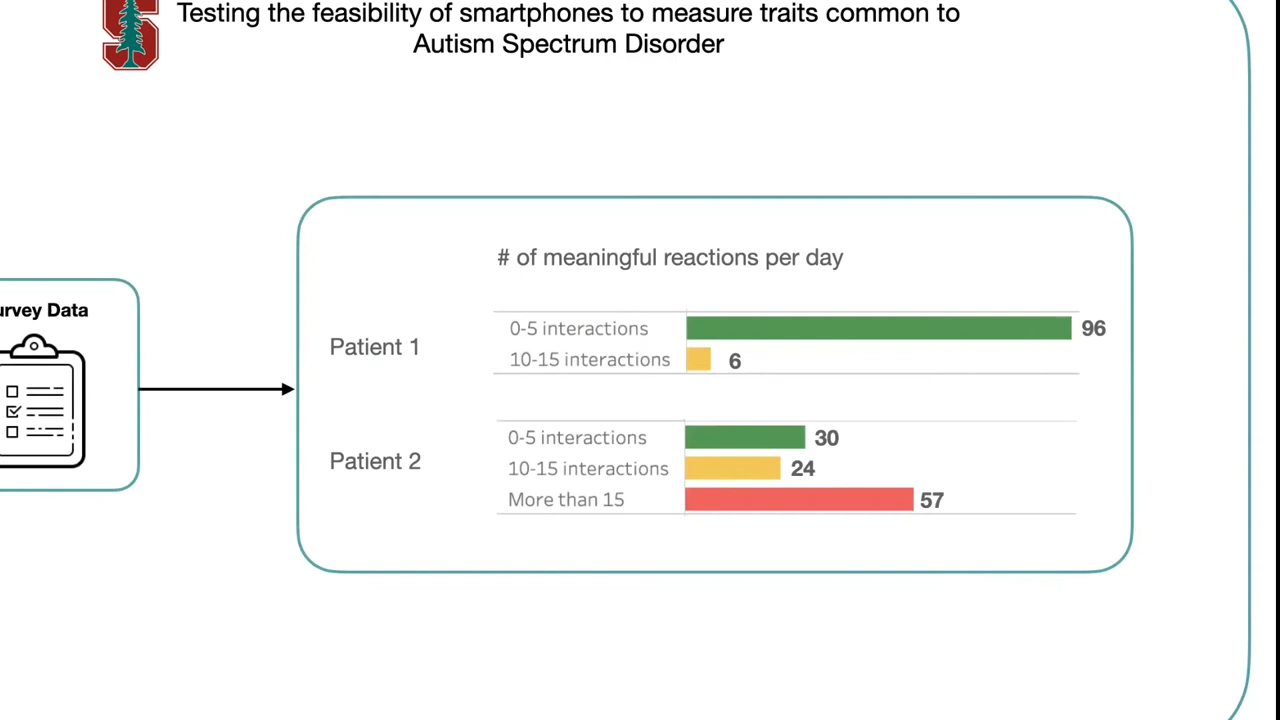 Testing the feasibility of smartphones to measure traits common to
Autism Spectrum Disorder
# of meaningful reactions per day
Patient 1
0-5 interactions 96
10-15 interactions 6
Patient 2
0-5 interactions 30
10-15 interactions 24
More than 15 57
Data